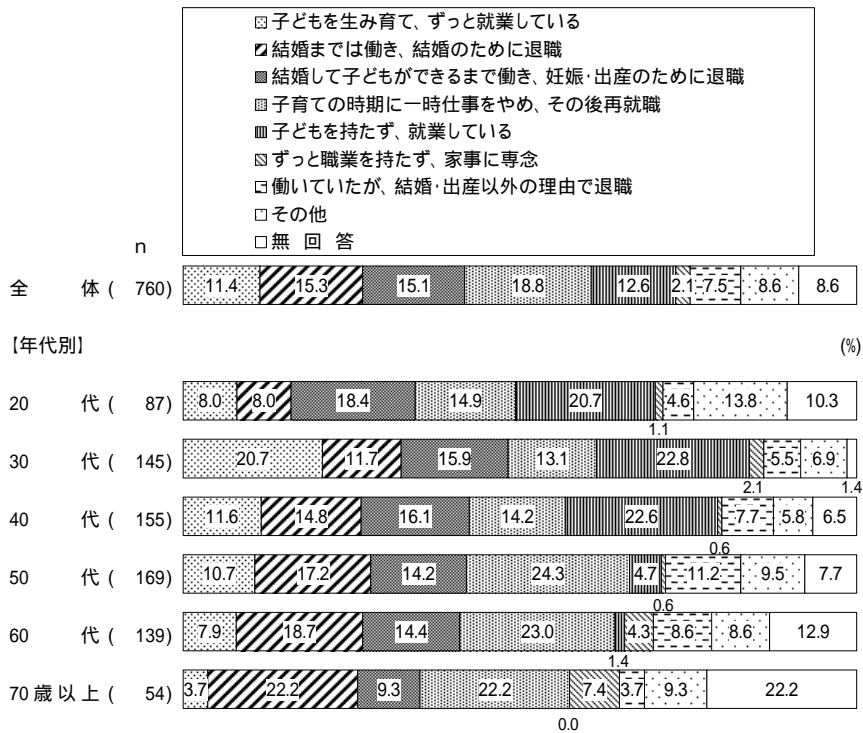 子どもを生み育て、ずっと就業している
結婚までは働き、結婚のために退職
結婚して子どもができるまで働き、妊娠・出産のために退職
子育ての時期に一時仕事をやめ、その後再就職
子どもを持たず、就業している
ずっと職業を持たず、家事に専念
働いていたが、結婚・出産以外の理由で退職
その他
無 回 答
n
全 体 ( 760) 11.4 15.3 15.1 18.8 12.6 2.1 7.5 8.6 8.6
【年代別】 (%)
20 代 ( 87) 8.0 8.0 18.4 14.9 20.7 4.6 13.8 10.3
1.1
30 代 ( 145) 20.7 11.7 15.9 13.1 22.8 5.5 6.9
2.1 1.4
40 代 ( 155) 11.6 14.8 16.1 14.2 22.6 7.7 5.8 6.5
0.6
50 代 ( 169) 10.7 17.2 14.2 24.3 4.7 11.2 9.5 7.7
0.6
60 代 ( 139) 7.9 18.7 14.4 23.0 4.3 8.6 8.6 12.9
1.4
70 歳 以 上 ( 54) 3.7 22.2 9.3 22.2 7.4 3.7 9.3 22.2
0.0